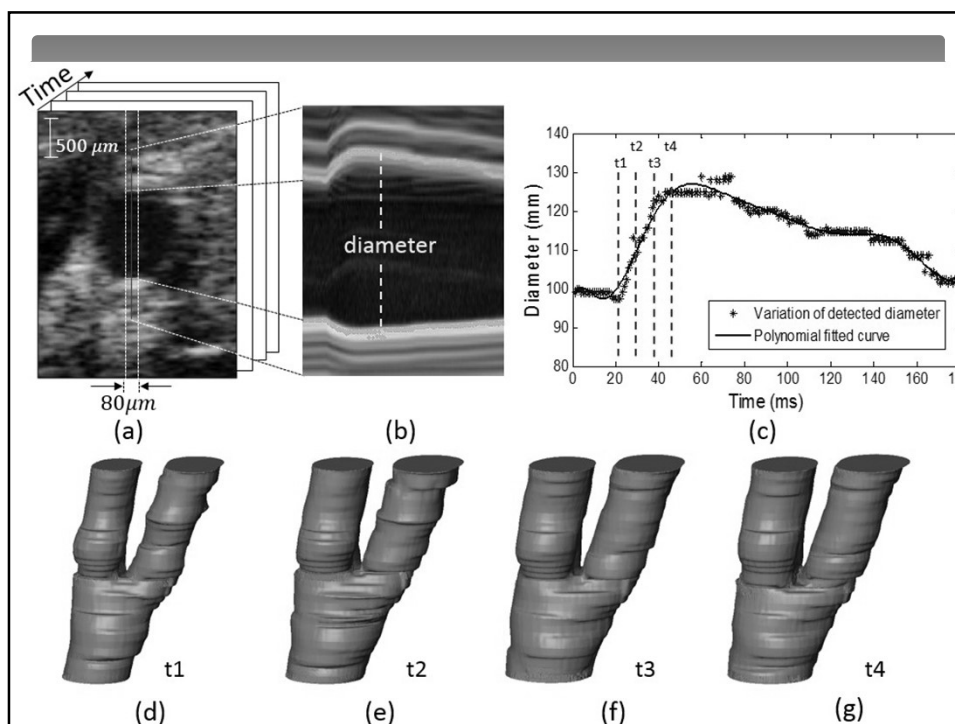 Time
500 μm
80μm
(a)
diameter
(b)
t1
t2
t3
t4
Diameter (mm)
140
130
120
110
100
90
80
0
20
40
60
80
100
120
140
160
Variation of detected diameter
Polynomial fitted curve
Time (ms)
(c)
t1
t2
t3
t4
(d)
(e)
(f)
(g)